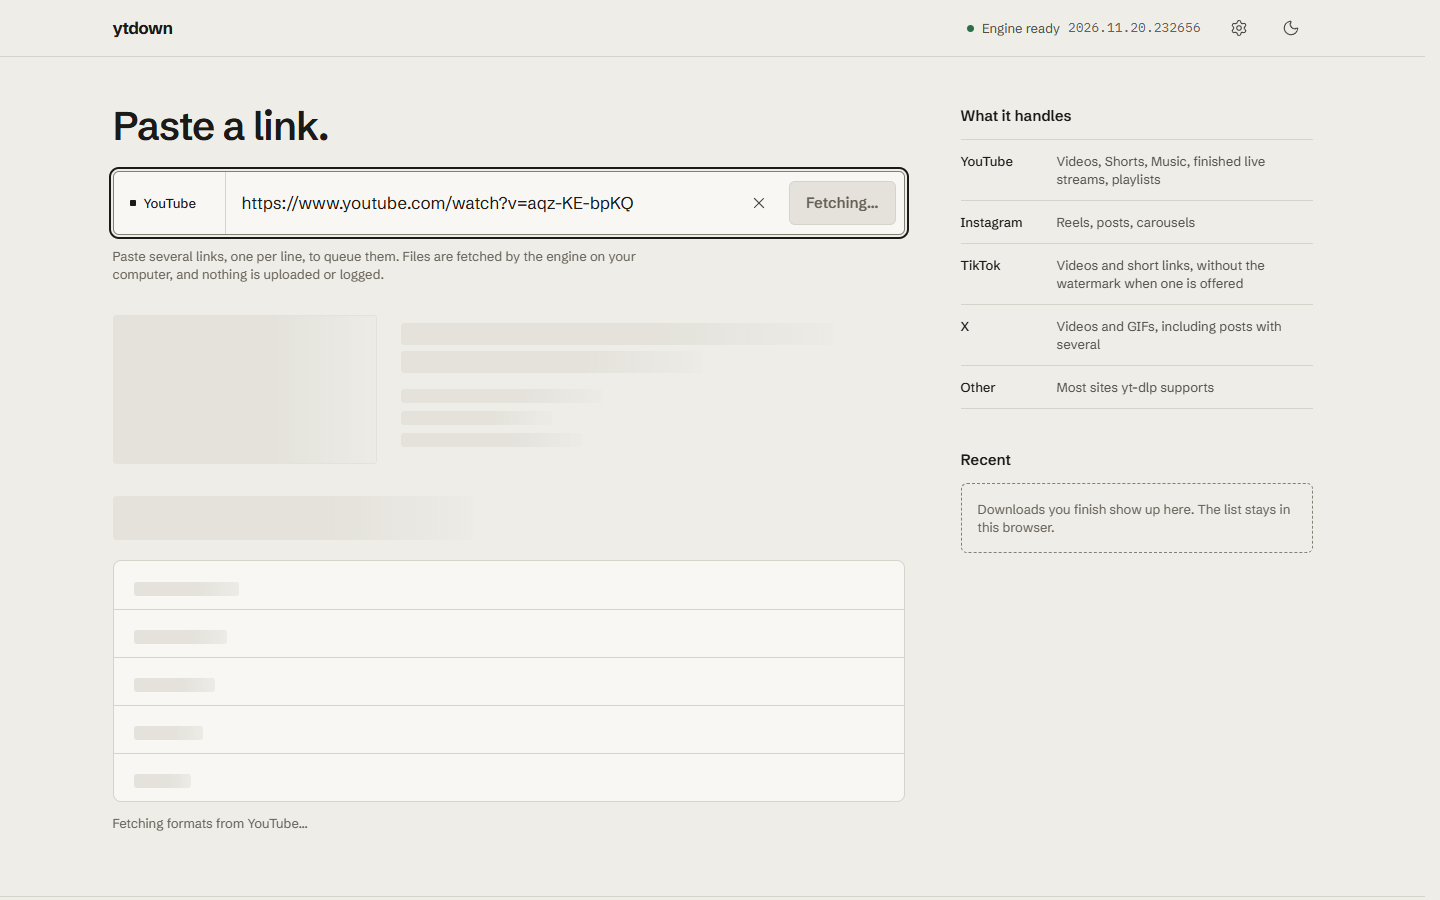 ytdown
Engine ready 2026.11.20.232656
Paste a link.
YouTube
https://www.youtube.com/watch?v=aqz-KE-bpKQ
Fetching...
Paste several links, one per line, to queue them. Files are fetched by the engine on your
computer, and nothing is uploaded or logged.
Fetching formats from YouTube...
What it handles
YouTube Videos, Shorts, Music, finished live
streams, playlists
Instagram Reels, posts, carousels
TikTok Videos and short links, without the
watermark when one is offered
X Videos and GIFs, including posts with
several
Other Most sites yt-dlp supports
Recent
Downloads you finish show up here. The list stays in
this browser.